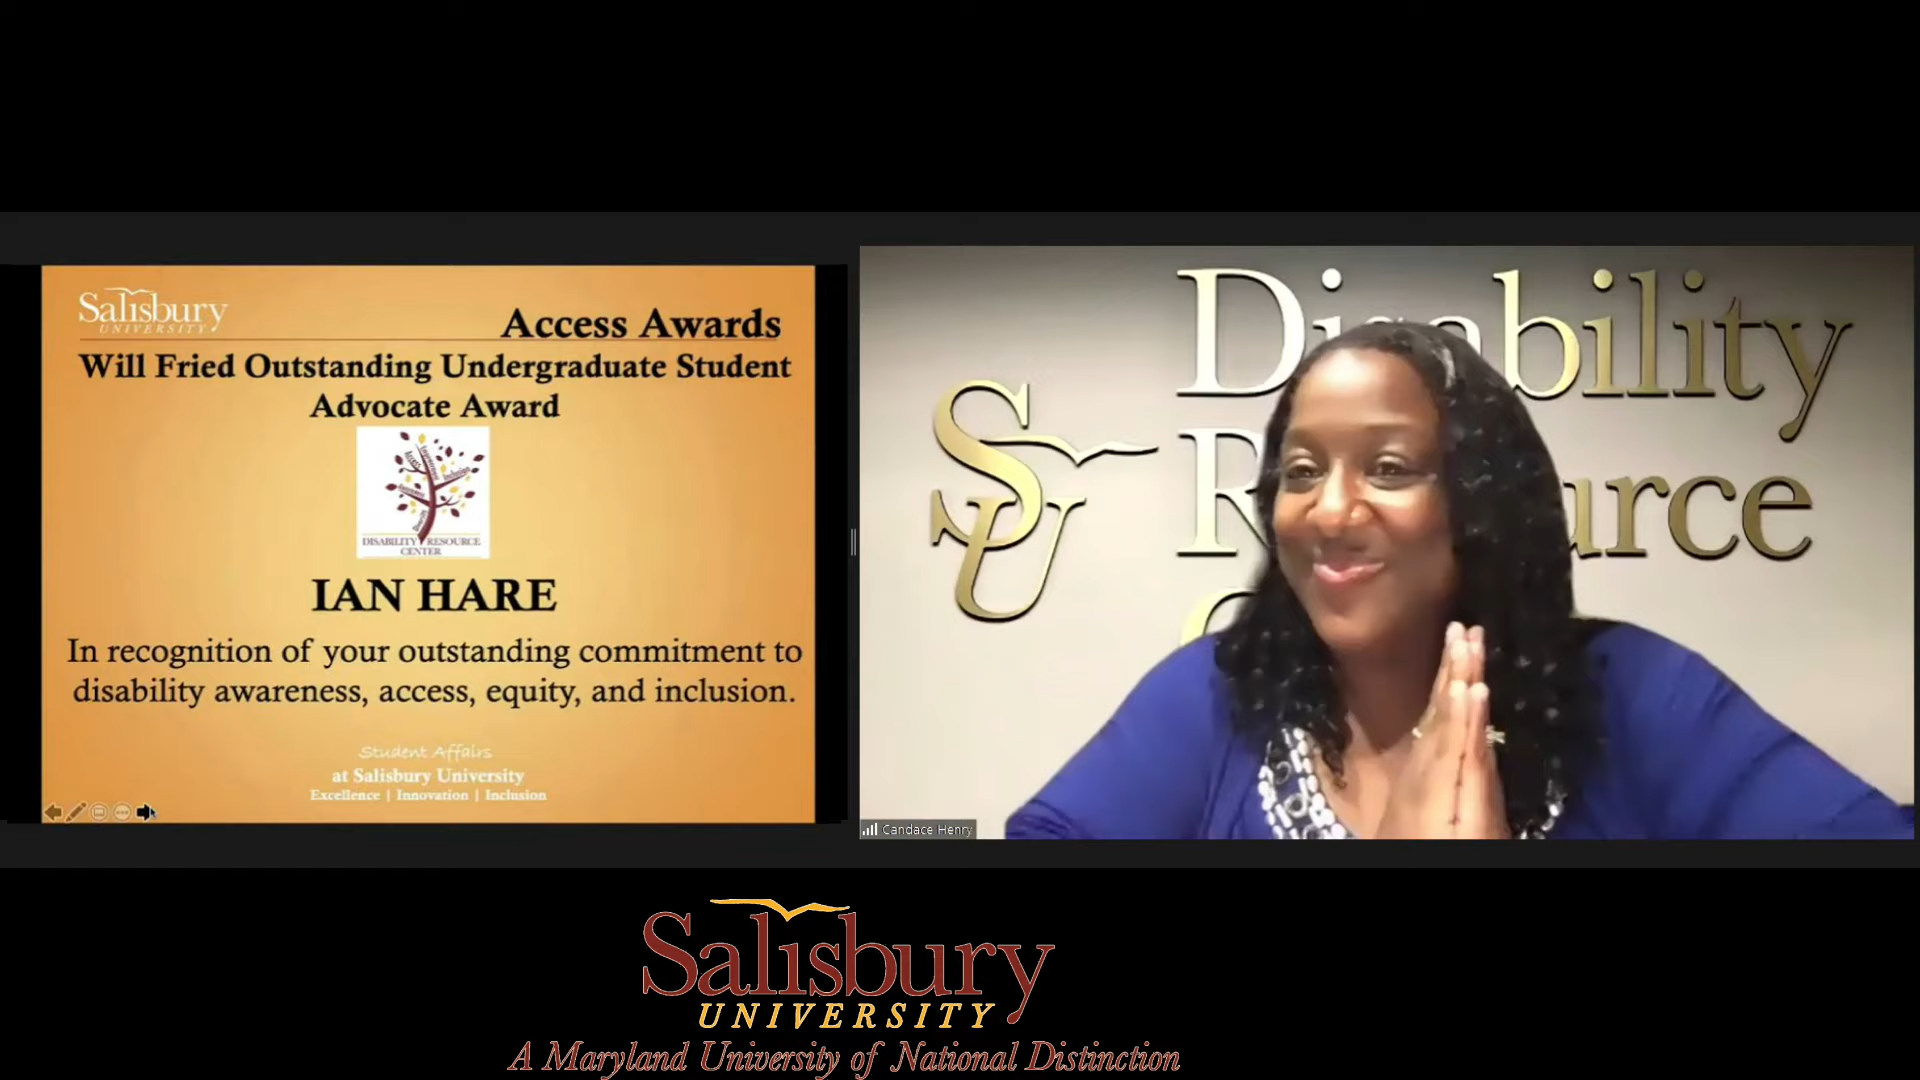 Salisbury
UNIVERSITY
Access Awards
Will Fried Outstanding Undergraduate Student
Advocate Award
DISABILITY RESOURCE
CENTER
IAN HARE
In recognition of your outstanding commitment to
disability awareness, access, equity, and inclusion.
Student Affairs
at Salisbury University
Excellence | Innovation | Inclusion
SU
Disability
R urce
Candace Henry
Salisbury
UNIVERSITY
A Maryland University of National Distinction